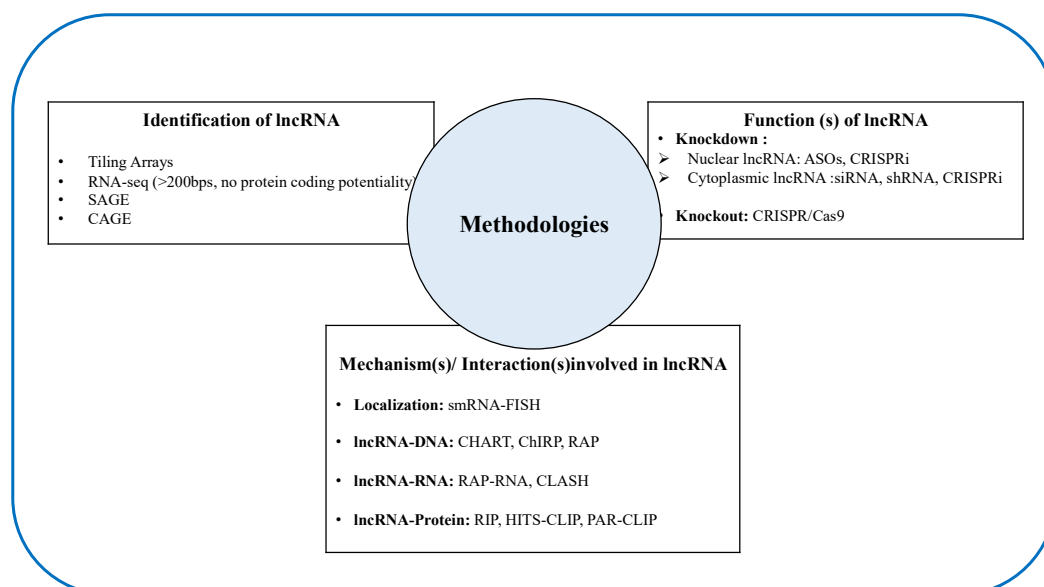 Identification of lncRNA
• Tiling Arrays
• RNA-seq (>200bps, no protein coding potentiality)
• SAGE
• CAGE
Methodologies
Function (s) of lncRNA
• Knockdown :
➢ Nuclear lncRNA: ASOs, CRISPRi
➢ Cytoplasmic lncRNA :siRNA, shRNA, CRISPRi
• Knockout: CRISPR/Cas9
Mechanism(s)/ Interaction(s)involved in lncRNA
• Localization: smRNA-FISH
• lncRNA-DNA: CHART, ChIRP, RAP
• lncRNA-RNA: RAP-RNA, CLASH
• lncRNA-Protein: RIP, HITS-CLIP, PAR-CLIP